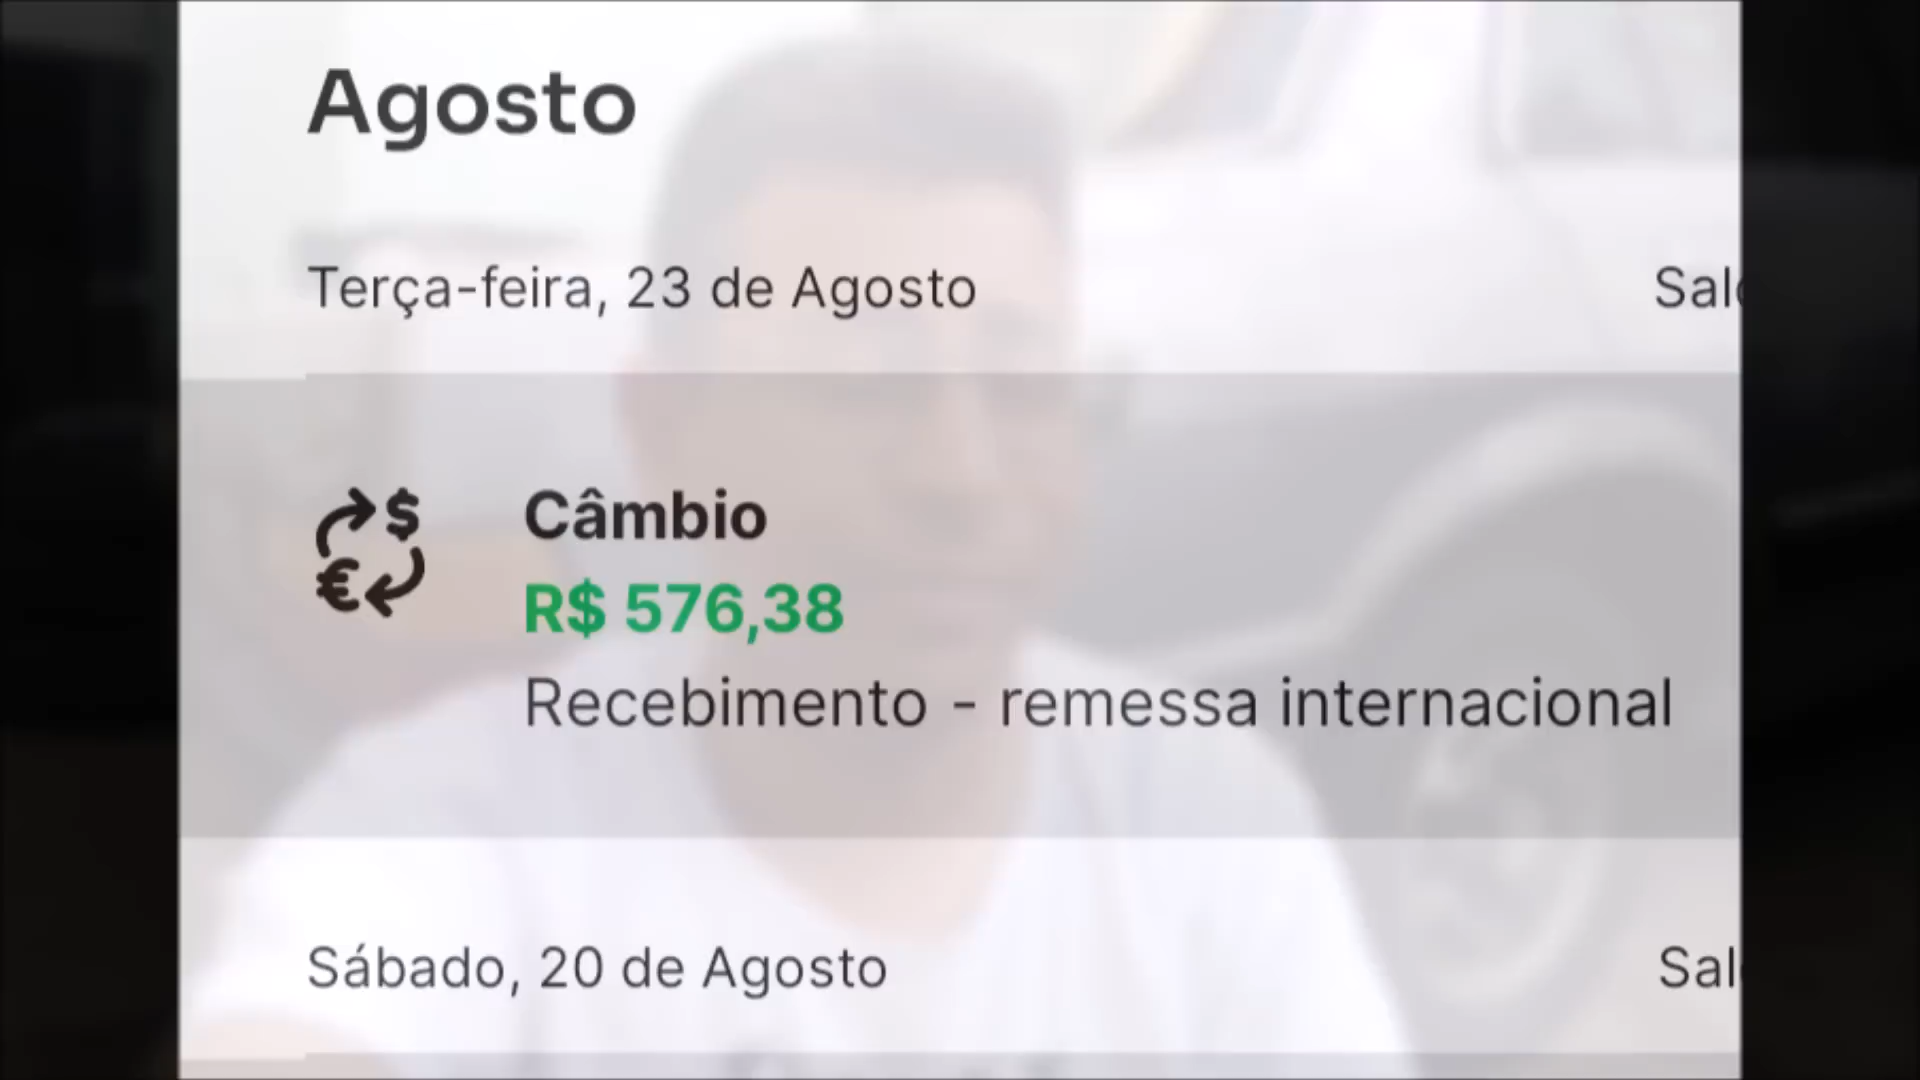 Agosto
Terça-feira, 23 de Agosto
Câmbio
R$ 576,38
Recebimento - remessa internacional
Sábado, 20 de Agosto